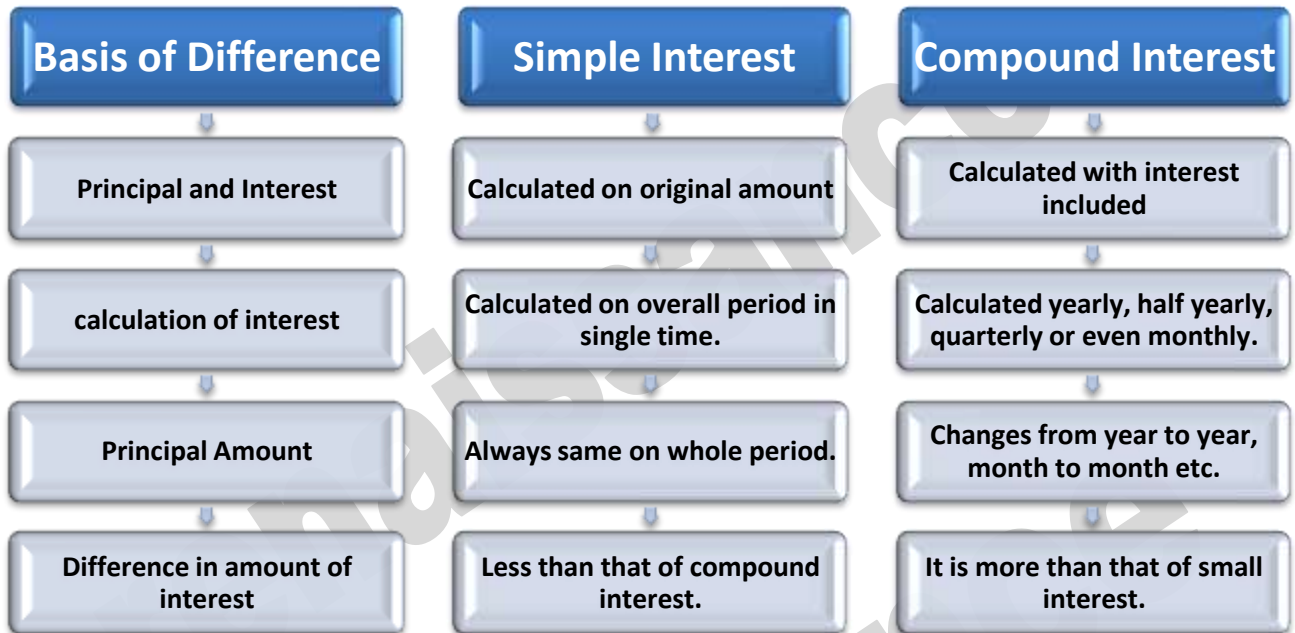 Basis of Difference
Simple Interest
Compound Interest
Principal and Interest
Calculated on original amount
Calculated with interest
included
calculation of interest
Calculated on overall period in
single time.
Calculated yearly, half yearly,
quarterly or even monthly.
Principal Amount
Always same on whole period.
Changes from year to year,
month to month etc.
Difference in amount of
interest
Less than that of compound
interest.
It is more than that of small
interest.